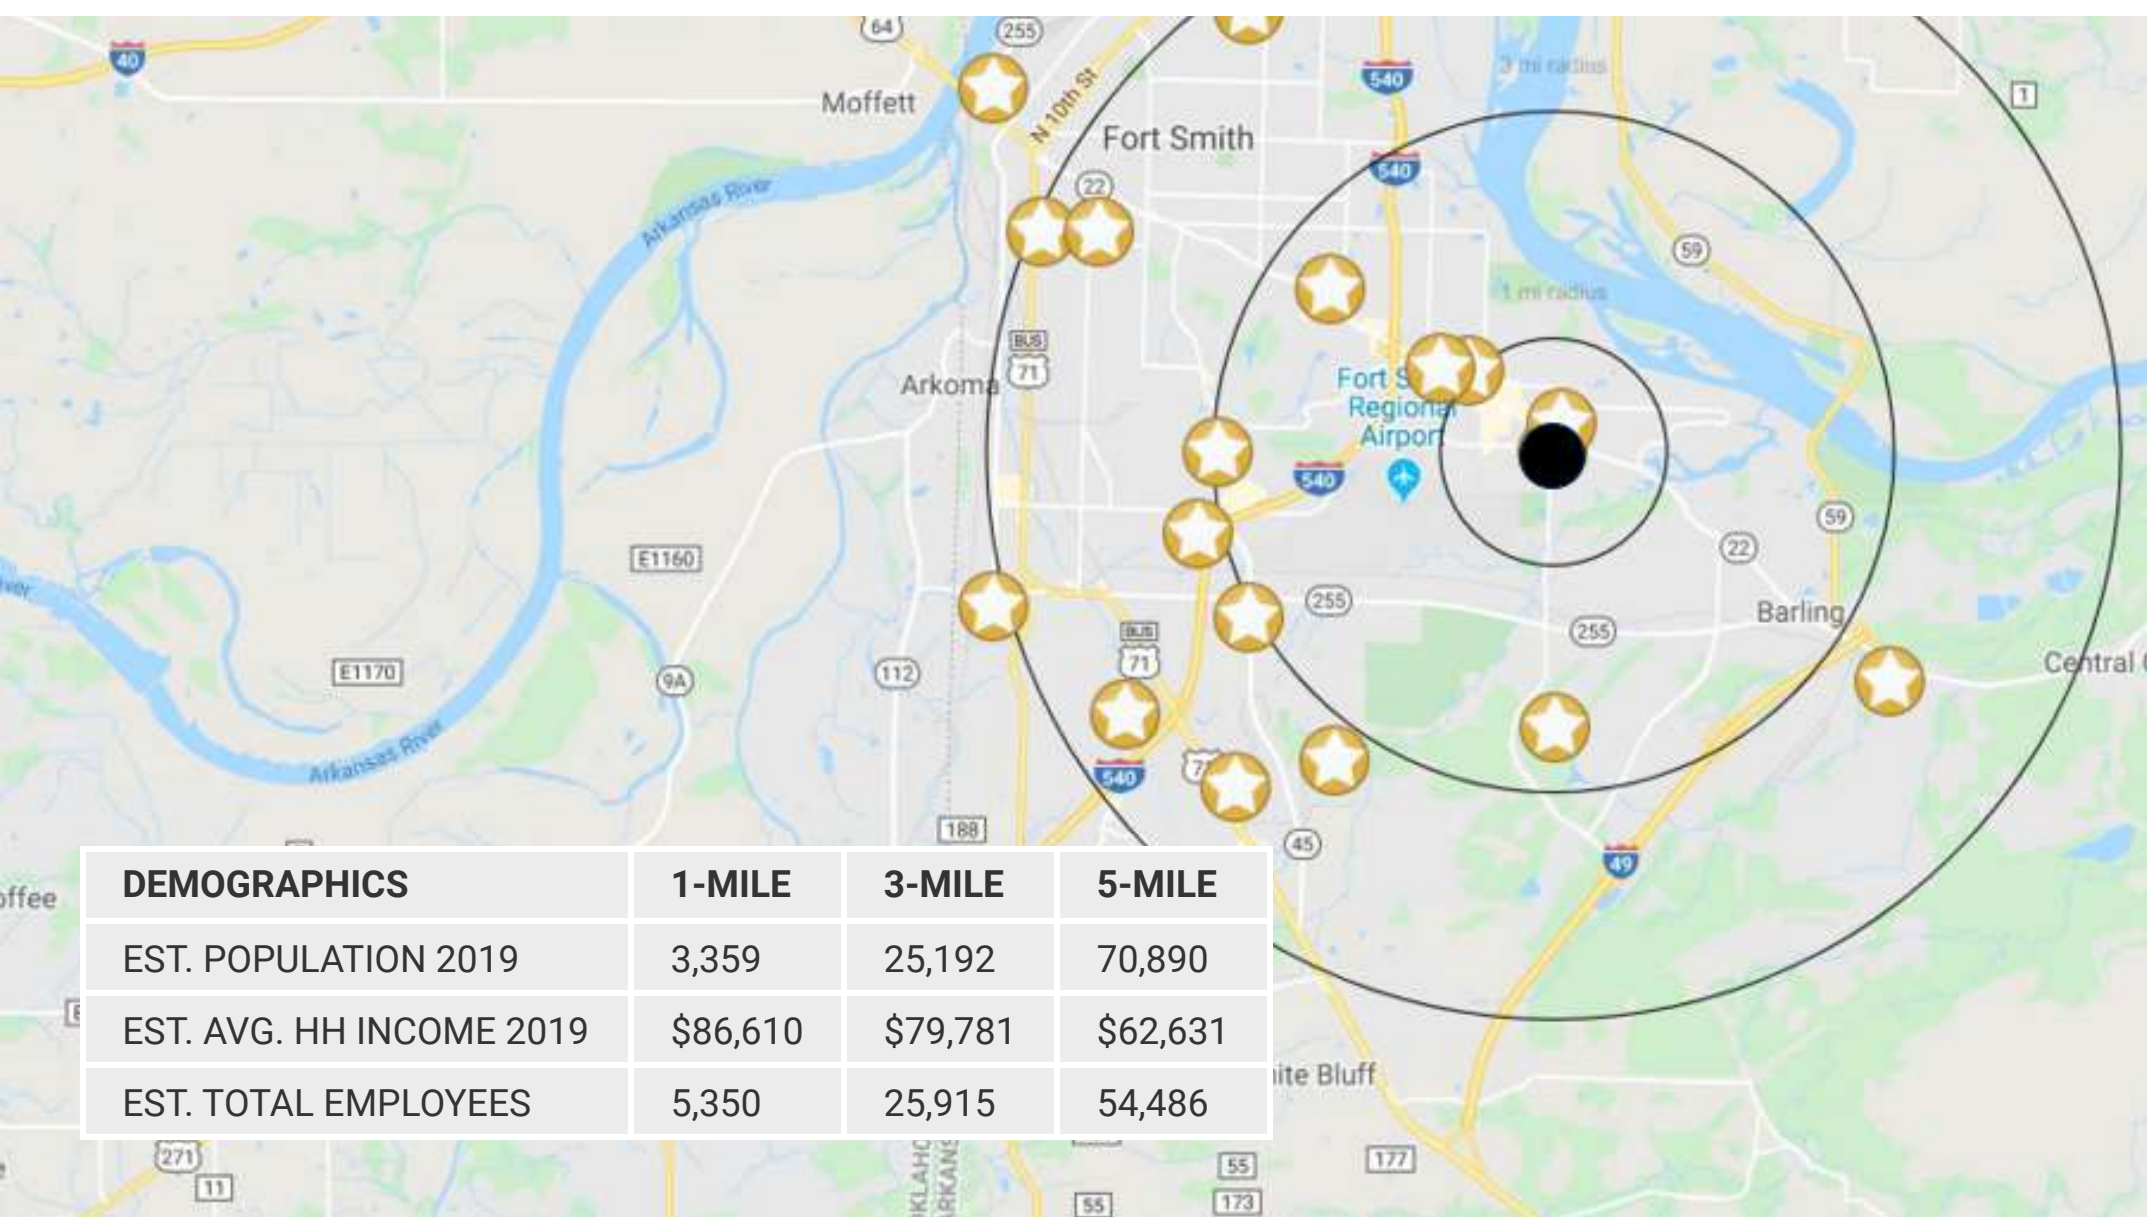 64
255
40
540
3 mi radius
1
Moffett
N 10th St
Fort Smith
540
22
Arkansas River
59
1 mi radius
BUS
71
Arkoma
Regional
Airport
540
59
22
E1160
255
255
Barling
BUS
71
E1170
9A
112
Central
Arkansas River
540
188
45
49
DEMOGRAPHICS 1-MILE 3-MILE 5-MILE
EST. POPULATION 2019 3,359 25,192 70,890
EST. AVG. HH INCOME 2019 $86,610 $79,781 $62,631
EST. TOTAL EMPLOYEES 5,350 25,915 54,486
ite Bluff
271
11
55
177
55
173